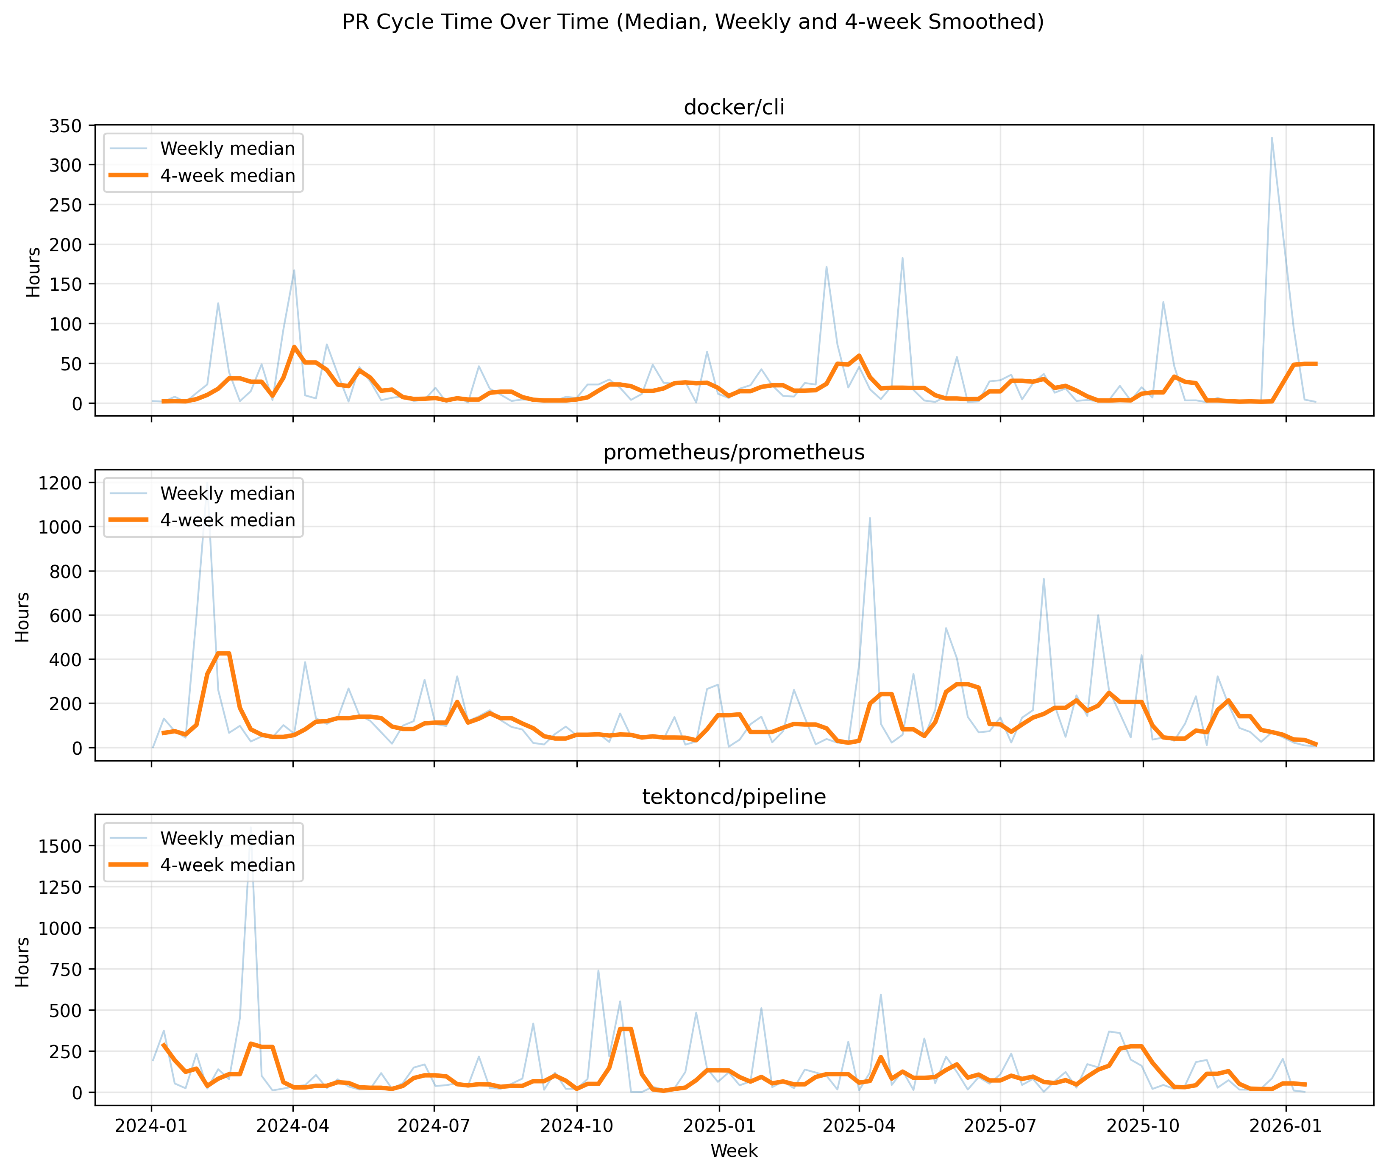 PR Cycle Time Over Time (Median, Weekly and 4-week Smoothed)
docker/cli
350
300
250
200
150
100
50
0
Hours
Weekly median
4-week median
prometheus/prometheus
1200
1000
800
600
400
200
0
Hours
Weekly median
4-week median
tektoncd/pipeline
1500
1250
1000
750
500
250
0
Hours
Weekly median
4-week median
2024-01 2024-04 2024-07 2024-10 2025-01 2025-04 2025-07 2025-10 2026-01
Week